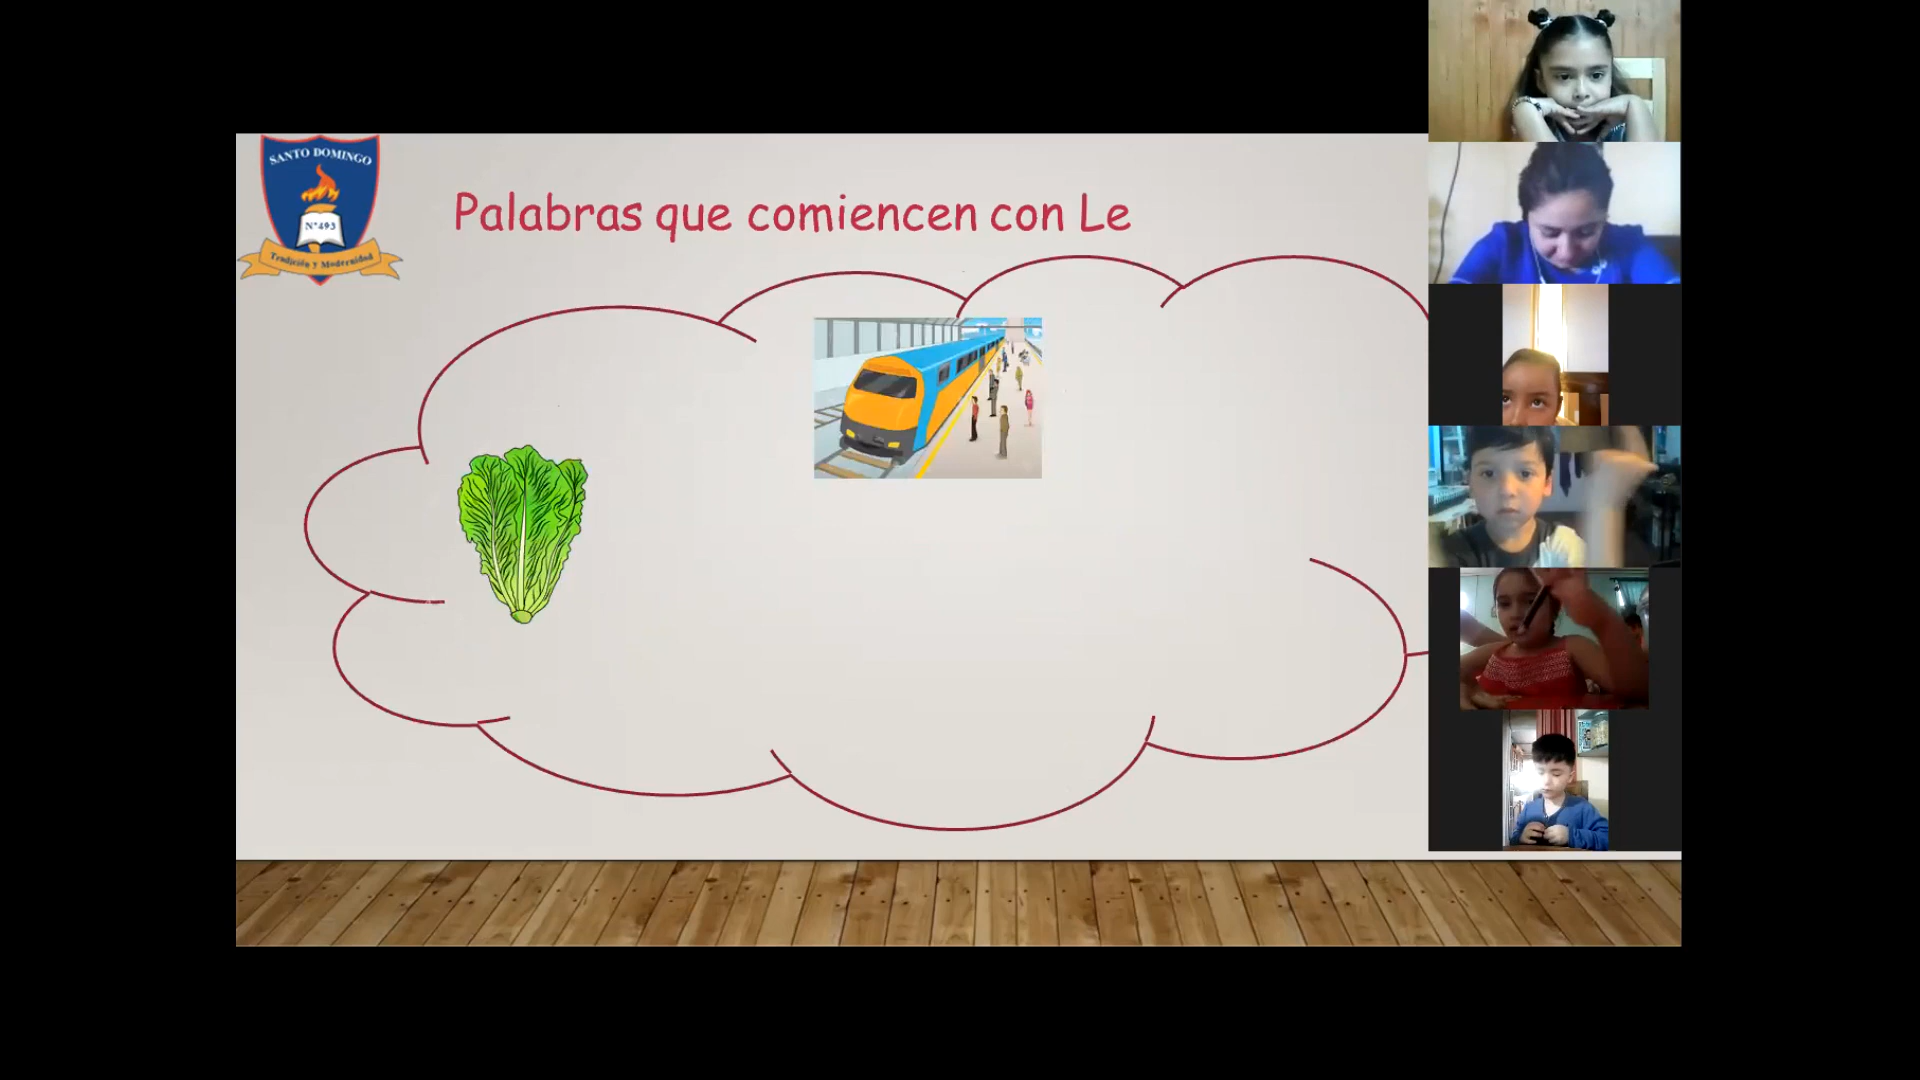 SANTO DOMINGO
N°493
Tradición y Modernidad
Palabras que comiencen con Le